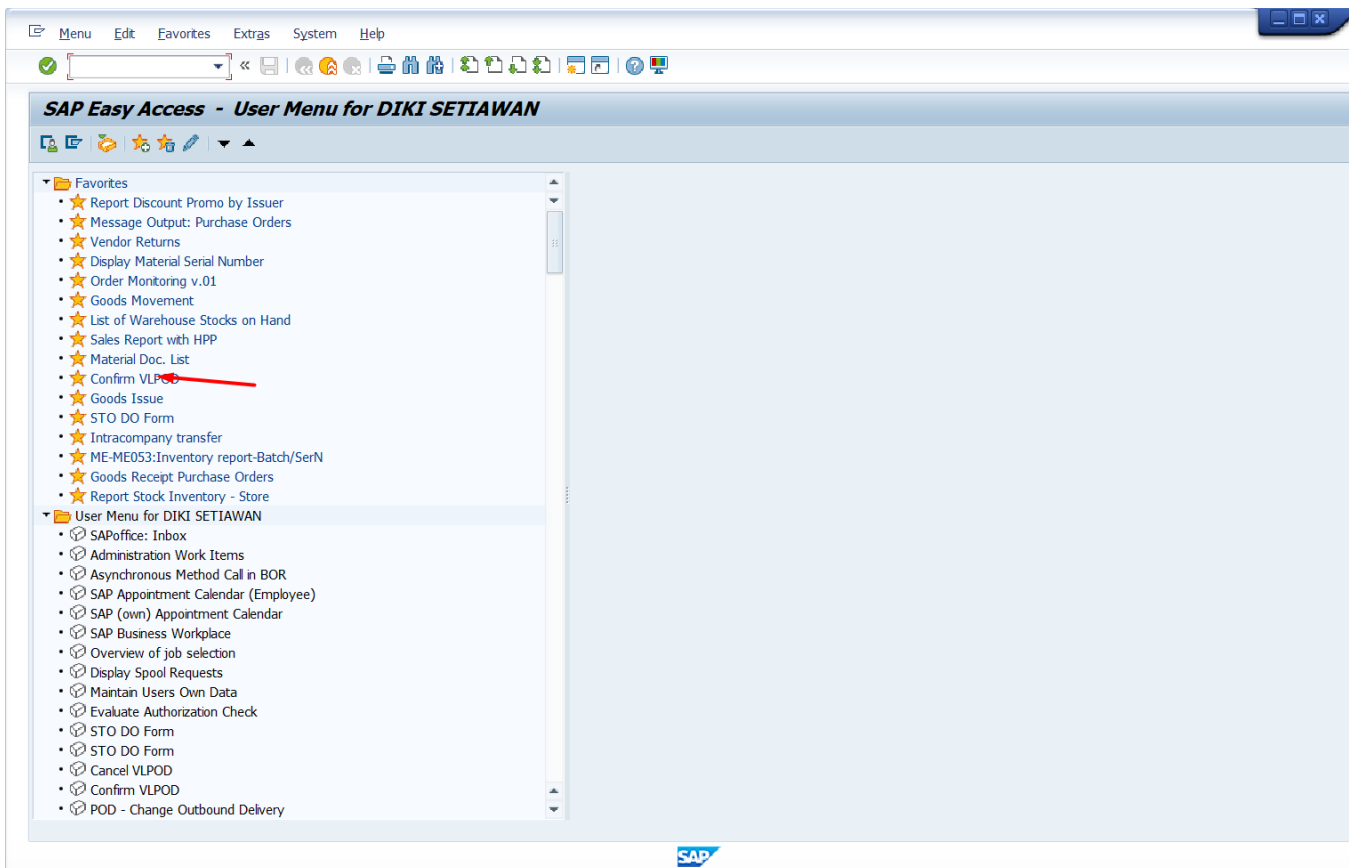 Menu Edit Favorites Extras System Help
SAP Easy Access - User Menu for DIKI SETIAWAN
Favorites
Report Discount Promo by Issuer
Message Output: Purchase Orders
Vendor Returns
Display Material Serial Number
Order Monitoring v.01
Goods Movement
List of Warehouse Stocks on Hand
Sales Report with HPP
Material Doc. List
Confirm VLPOD
Goods Issue
STO DO Form
Intracompany transfer
ME-ME053:Inventory report-Batch/SerN
Goods Receipt Purchase Orders
Report Stock Inventory - Store
User Menu for DIKI SETIAWAN
SAPoffice: Inbox
Administration Work Items
Asynchronous Method Call in BOR
SAP Appointment Calendar (Employee)
SAP (own) Appointment Calendar
SAP Business Workplace
Overview of job selection
Display Spool Requests
Maintain Users Own Data
Evaluate Authorization Check
STO DO Form
STO DO Form
Cancel VLPOD
Confirm VLPOD
POD - Change Outbound Delivery
SAP